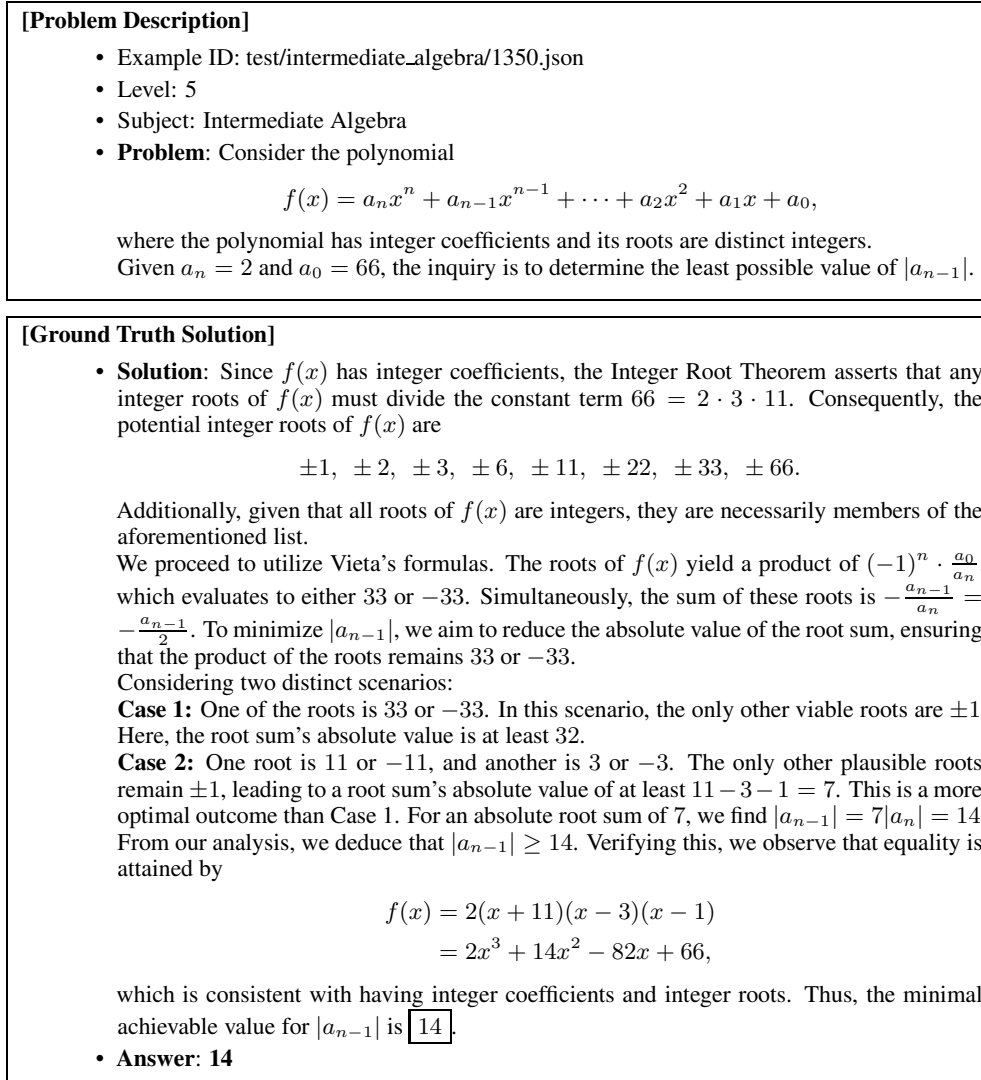 [Problem Description]
• Example ID: test/intermediate_algebra/1350.json
• Level: 5
• Subject: Intermediate Algebra
• Problem: Consider the polynomial
f(x) = a_n x^n + a_{n−1} x^{n−1} + ··· + a_2 x^2 + a_1 x + a_0,
where the polynomial has integer coefficients and its roots are distinct integers.
Given a_n = 2 and a_0 = 66, the inquiry is to determine the least possible value of |a_{n−1}|.
[Ground Truth Solution]
• Solution: Since f(x) has integer coefficients, the Integer Root Theorem asserts that any
integer roots of f(x) must divide the constant term 66 = 2 · 3 · 11. Consequently, the
potential integer roots of f(x) are
±1, ±2, ±3, ±6, ±11, ±22, ±33, ±66.
Additionally, given that all roots of f(x) are integers, they are necessarily members of the
aforementioned list.
We proceed to utilize Vieta's formulas. The roots of f(x) yield a product of (−1)^n · \frac{a_0}{a_n}
which evaluates to either 33 or −33. Simultaneously, the sum of these roots is −\frac{a_{n−1}}{a_n} =
−\frac{a_{n−1}}{2}. To minimize |a_{n−1}|, we aim to reduce the absolute value of the root sum, ensuring
that the product of the roots remains 33 or −33.
Considering two distinct scenarios:
Case 1: One of the roots is 33 or −33. In this scenario, the only other viable roots are ±1
Here, the root sum's absolute value is at least 32.
Case 2: One root is 11 or −11, and another is 3 or −3. The only other plausible roots
remain ±1, leading to a root sum's absolute value of at least 11−3−1 = 7. This is a more
optimal outcome than Case 1. For an absolute root sum of 7, we find |a_{n−1}| = 7|a_n| = 14
From our analysis, we deduce that |a_{n−1}| ≥ 14. Verifying this, we observe that equality is
attained by
f(x) = 2(x + 11)(x − 3)(x − 1)
= 2x^3 + 14x^2 − 82x + 66,
which is consistent with having integer coefficients and integer roots. Thus, the minimal
achievable value for |a_{n−1}| is 14.
• Answer: 14